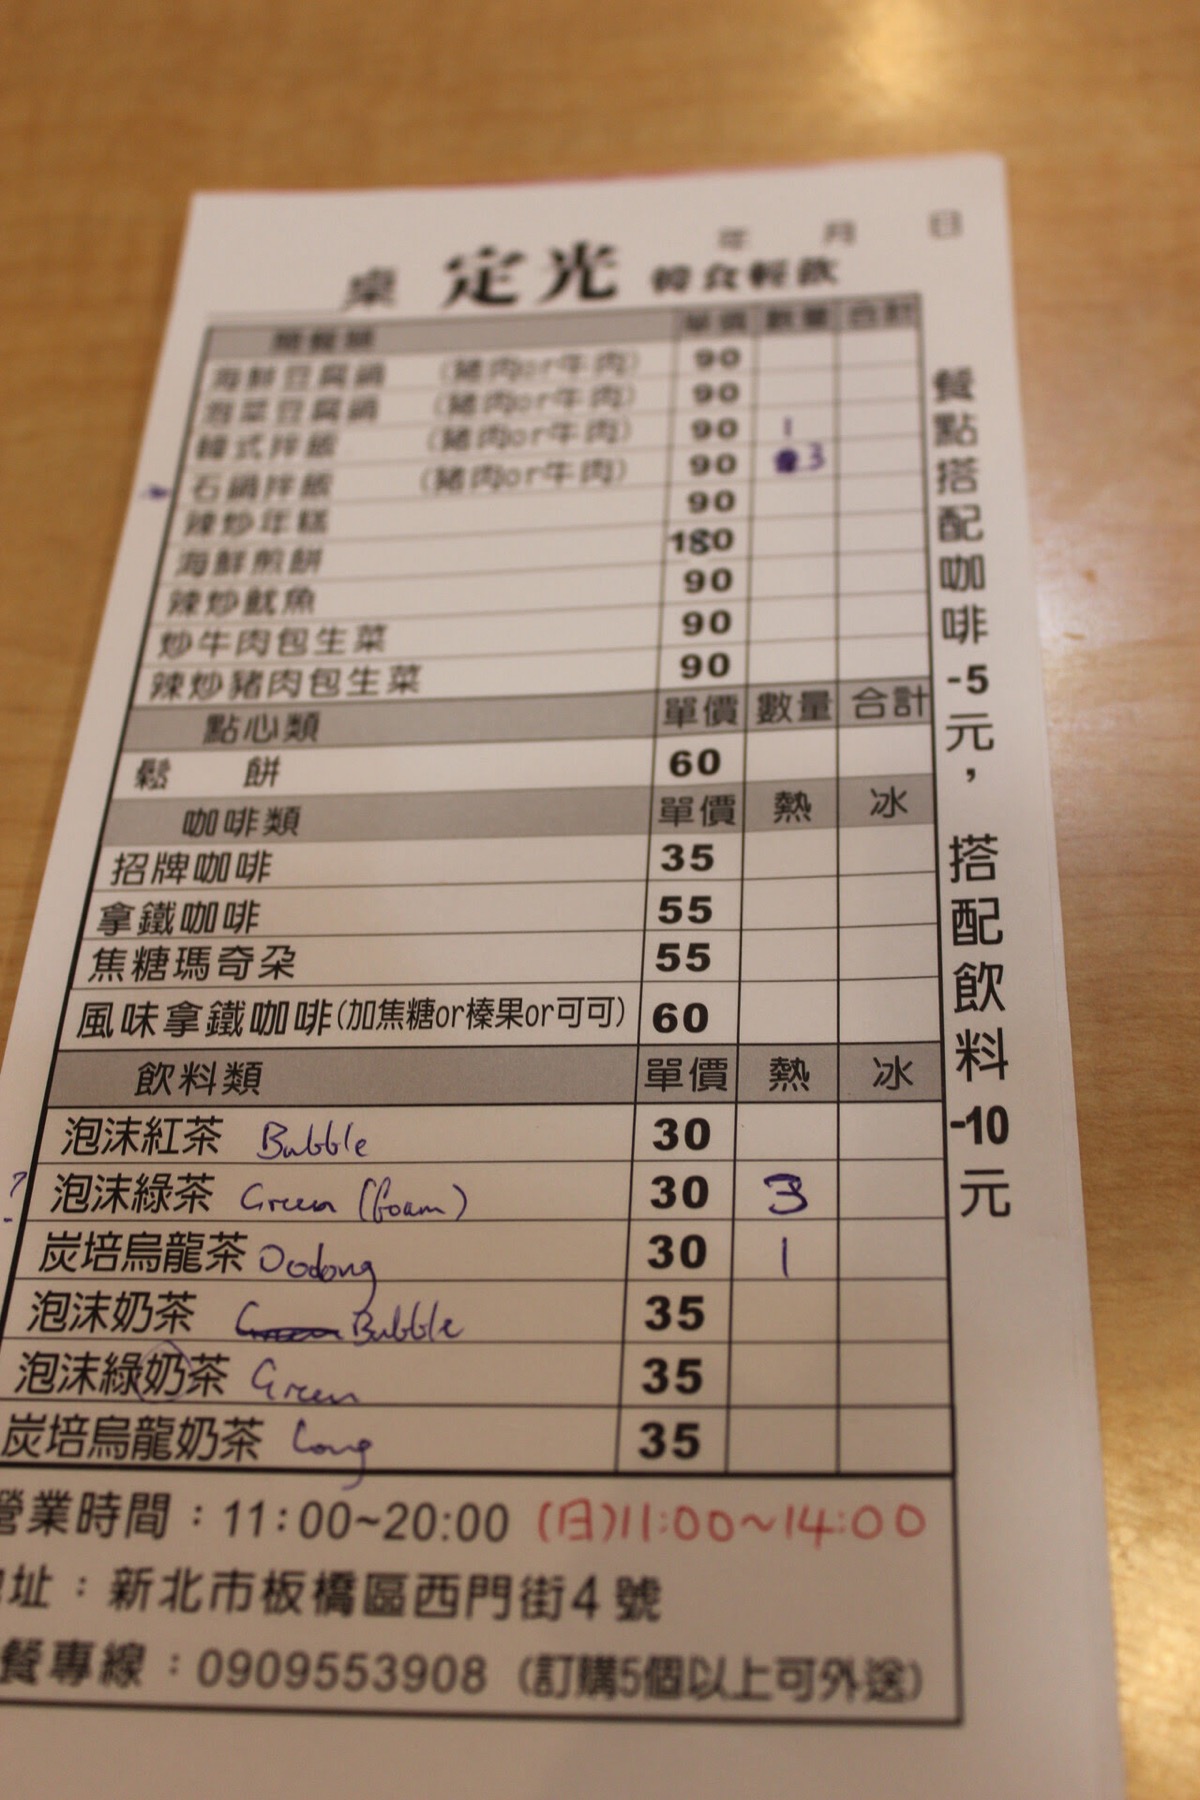 年 月 日
桌 定光 韓食輕飲
單價 數量 合計
海鮮豆腐鍋 (豬肉or牛肉) 90
泡菜豆腐鍋 (豬肉or牛肉) 90
韓式拌飯 (豬肉or牛肉) 90 1
石鍋拌飯 (豬肉or牛肉) 90 3
辣炒年糕 90
海鮮煎餅 180
辣炒魷魚 90
炒牛肉包生菜 90
辣炒豬肉包生菜 90
點心類 單價 數量 合計
鬆 餅 60
咖啡類 單價 熱 冰
招牌咖啡 35
拿鐵咖啡 55
焦糖瑪奇朵 55
風味拿鐵咖啡(加焦糖or榛果or可可) 60
飲料類 單價 熱 冰
泡沫紅茶 Bubble 30
? 泡沫綠茶 Green (foam) 30 3
炭培烏龍茶 Oolong 30 1
泡沫奶茶 Bubble 35
泡沫綠奶茶 Green 35
炭培烏龍奶茶 Long 35
營業時間：11:00~20:00 (日)11:00~14:00
址：新北市板橋區西門街4號
餐專線：0909553908 (訂購5個以上可外送)
餐點搭配咖啡-5元，搭配飲料-10元